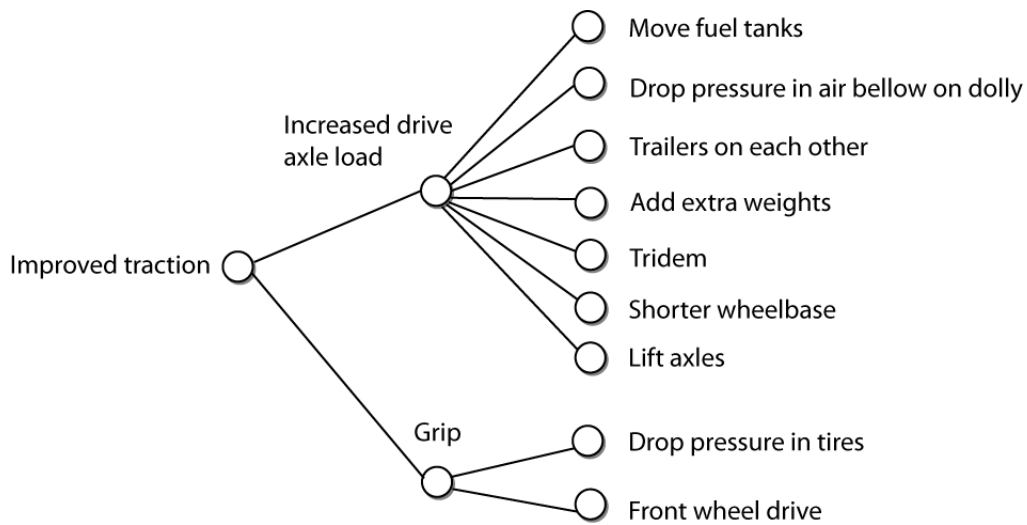 Move fuel tanks
Drop pressure in air bellow on dolly
Increased drive
axle load
Trailers on each other
Add extra weights
Improved traction
Tridem
Shorter wheelbase
Lift axles
Grip
Drop pressure in tires
Front wheel drive